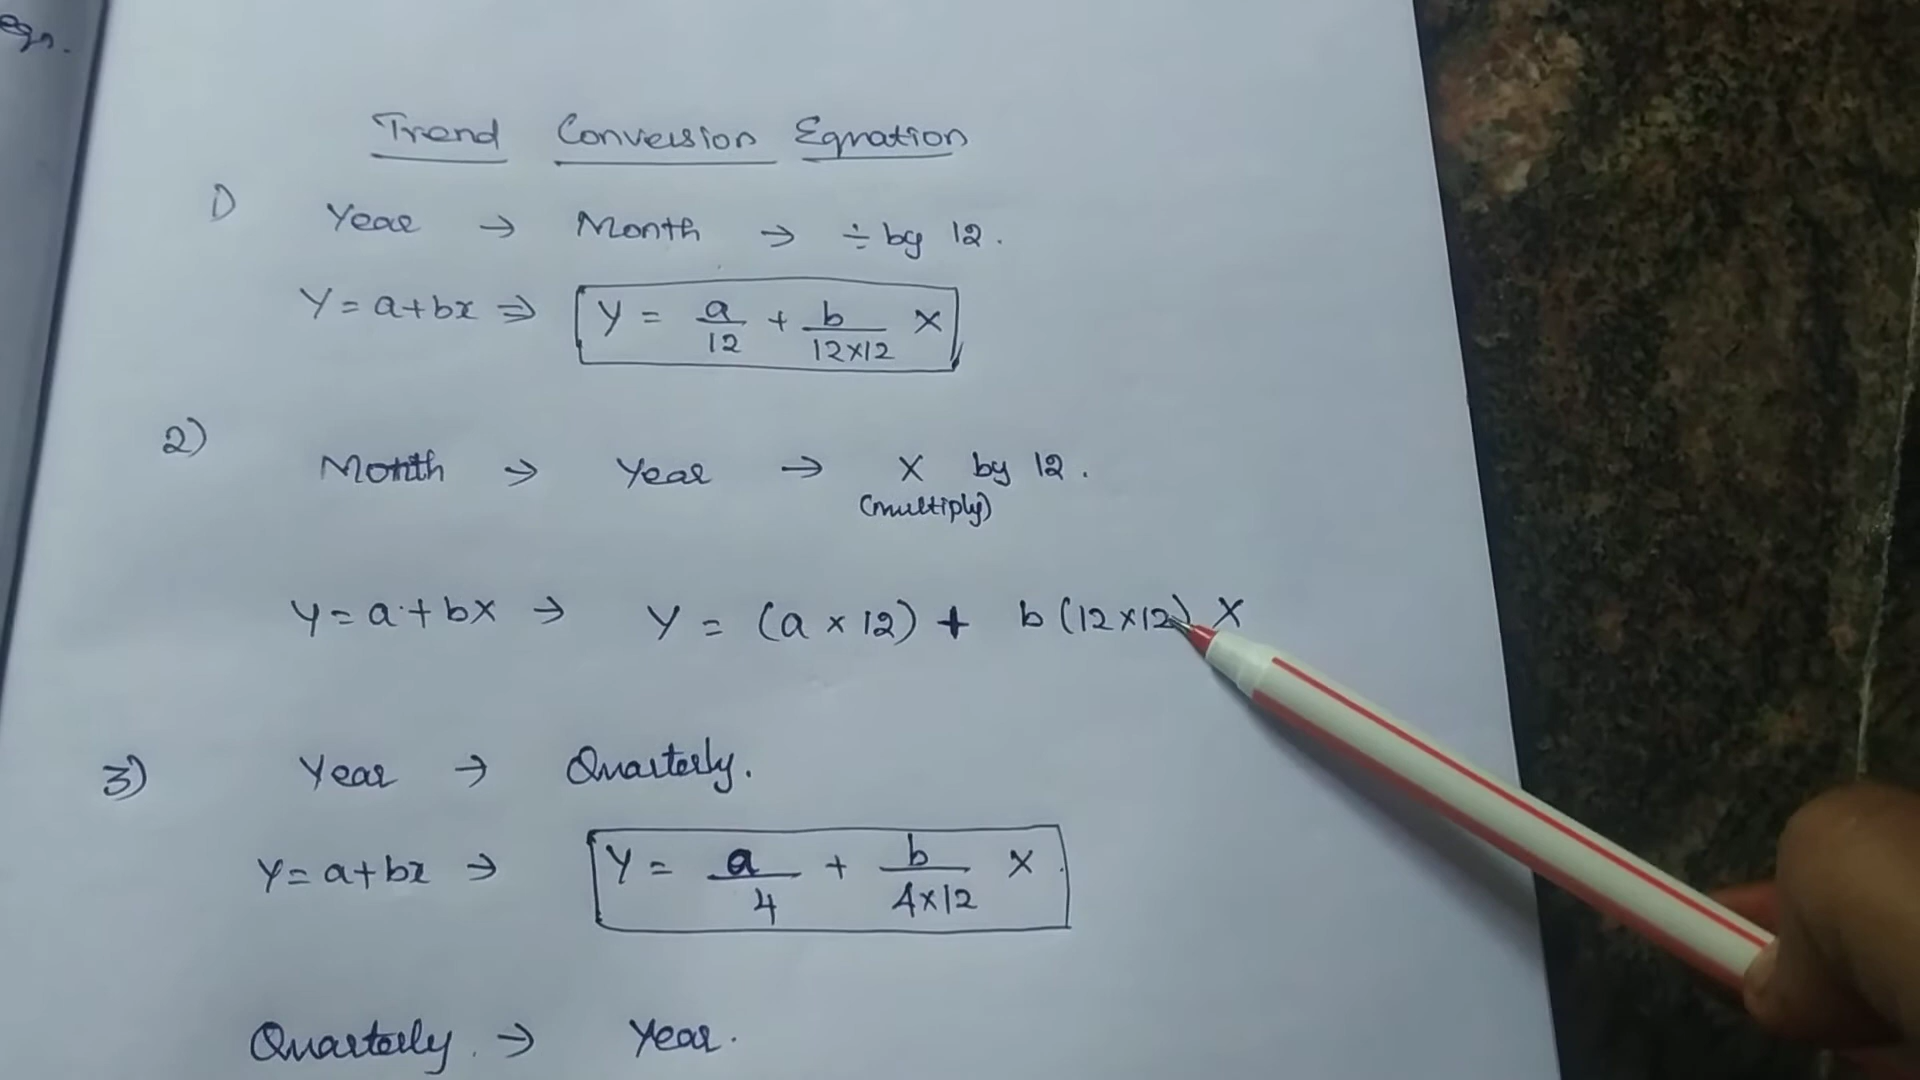 egn.
Trend Conversion Equation
1) Year → Month → ÷ by 12.
Y = a+bx ⇒ Y = a/12 + b/12×12 X
2) Month → Year → X by 12.
(multiply)
Y = a + bx → Y = (a × 12) + b (12×12) X
3) Year → Quarterly.
Y = a+bx → Y = a/4 + b/4×12 X
Quarterly. → Year.